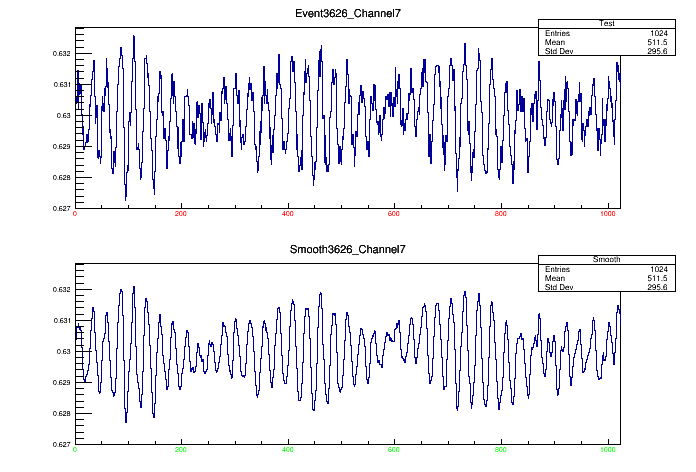 Event3626_Channel7
Test
Entries 1024
Mean 511.5
Std Dev 295.6
0.632
0.631
0.63
0.629
0.628
0.627
0 200 400 600 800 1000
Smooth3626_Channel7
Smooth
Entries 1024
Mean 511.5
Std Dev 295.6
0.632
0.631
0.63
0.629
0.628
0.627
0 200 400 600 800 1000